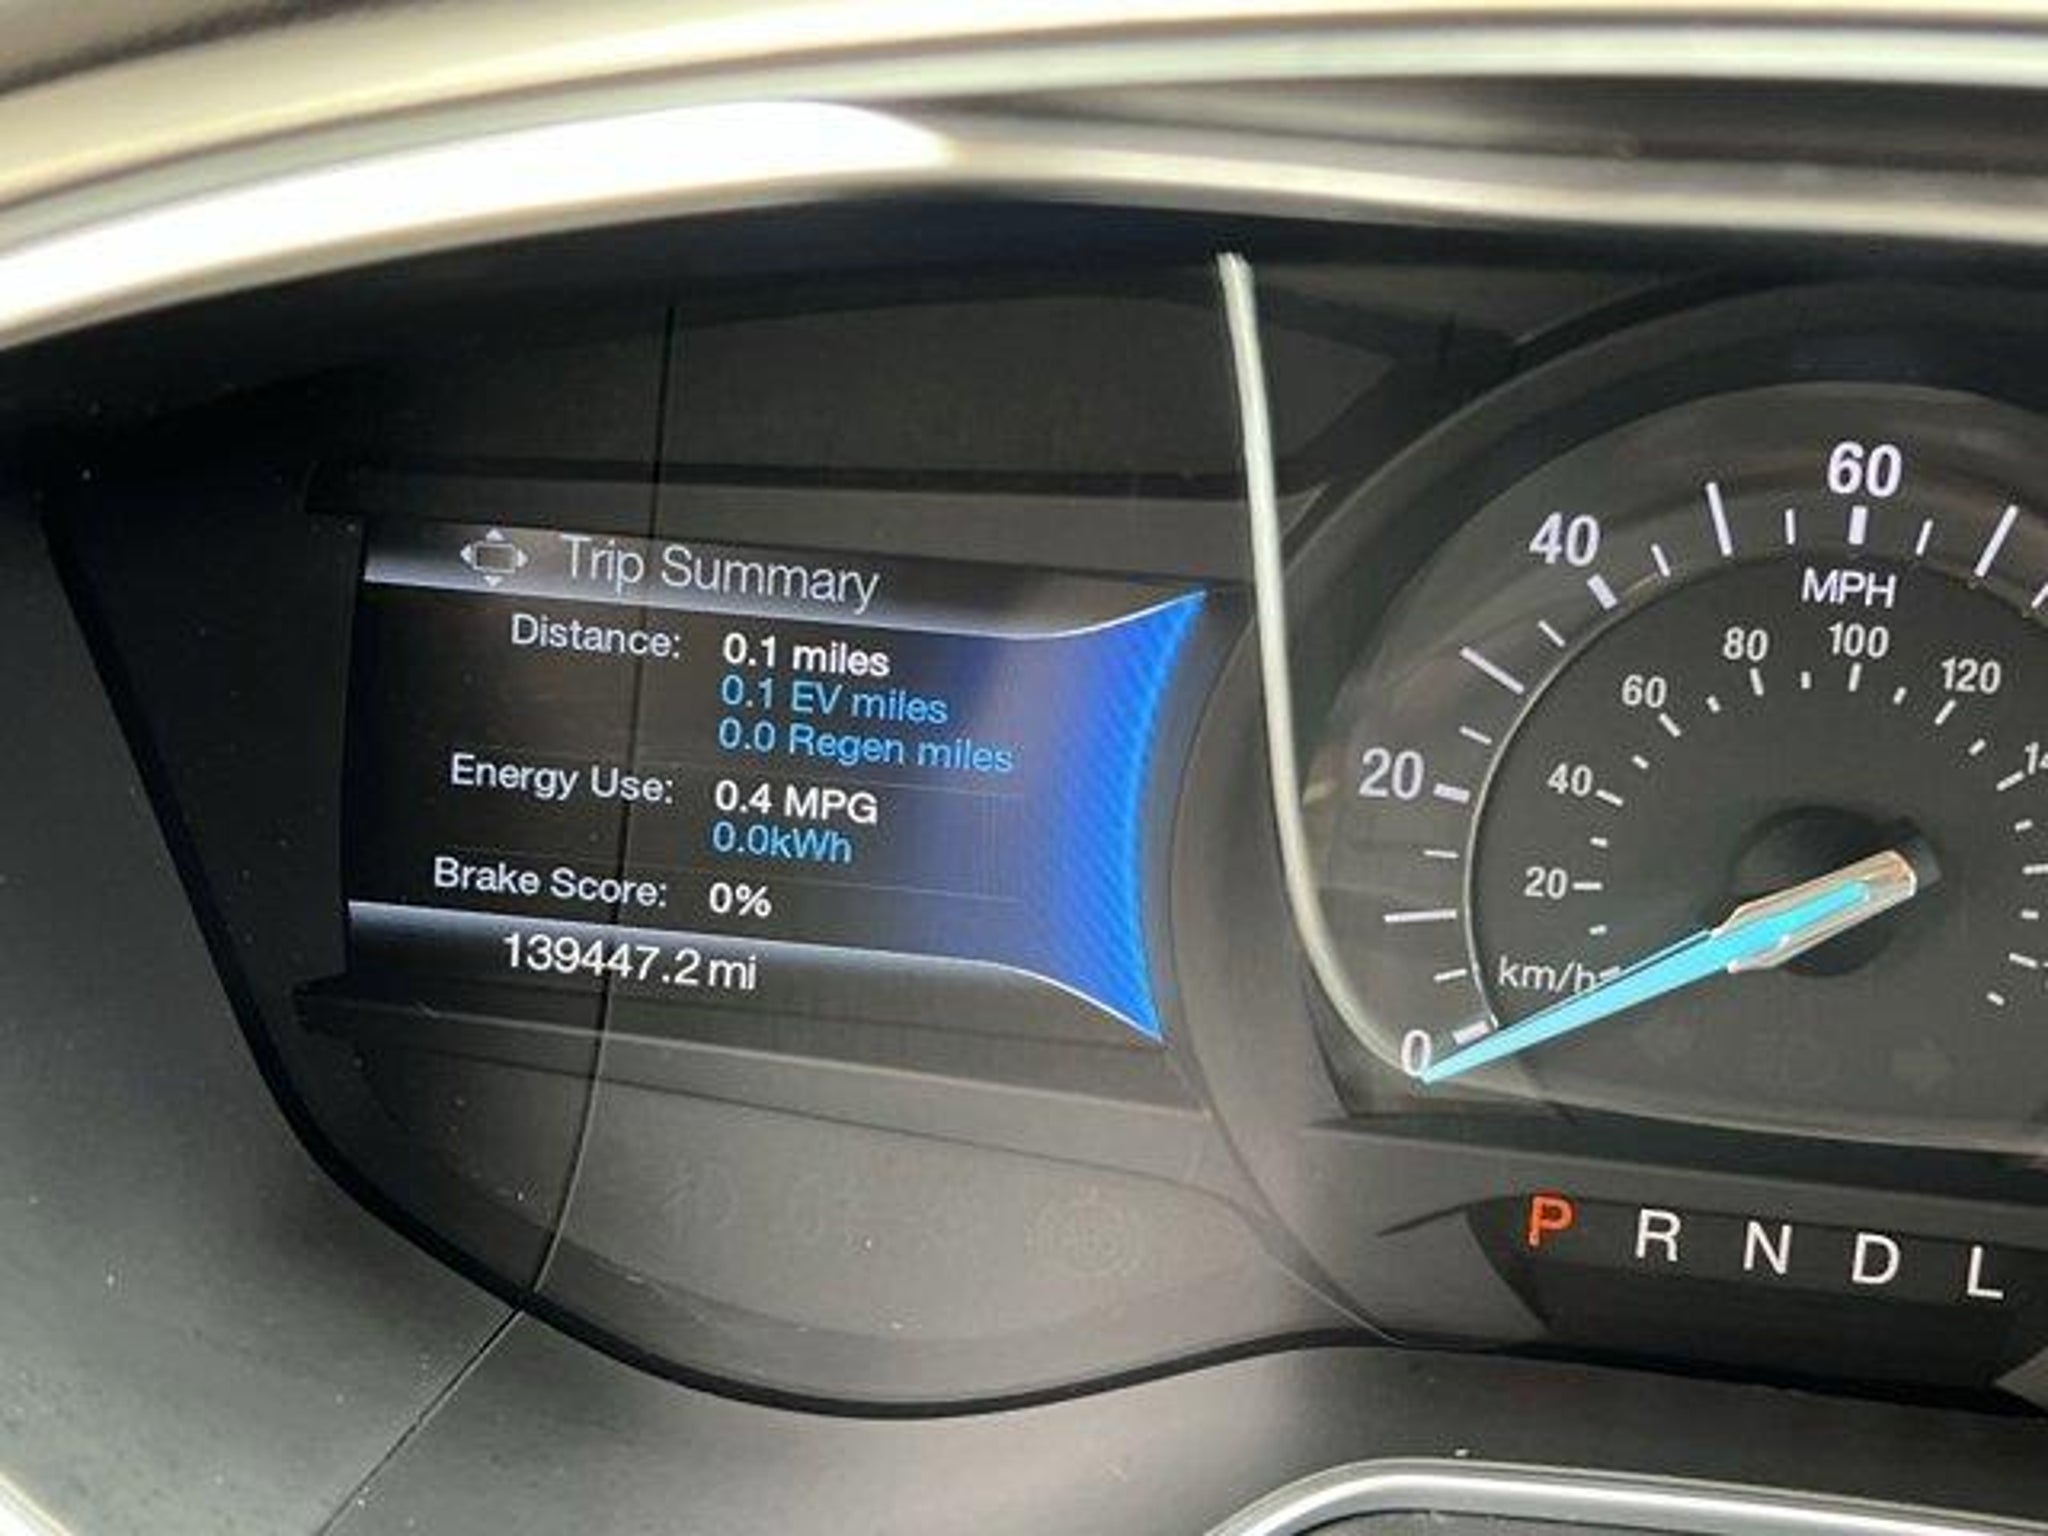 Trip Summary
Distance: 0.1 miles
0.1 EV miles
0.0 Regen miles
Energy Use: 0.4 MPG
0.0kWh
Brake Score: 0%
139447.2 mi
0
20
40
60
MPH
km/h
20
40
60
80
100
120
P R N D L